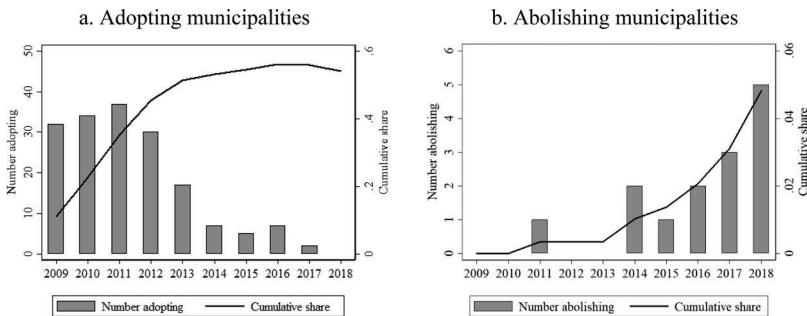 a. Adopting municipalities
50
40
30
20
10
0
Number adopting
.6
.4
.2
0
Cumulative share
2009 2010 2011 2012 2013 2014 2015 2016 2017 2018
Number adopting Cumulative share
b. Abolishing municipalities
6
5
4
3
2
1
0
Number abolishing
.06
.04
.02
0
Cumulative share
2009 2010 2011 2012 2013 2014 2015 2016 2017 2018
Number abolishing Cumulative share